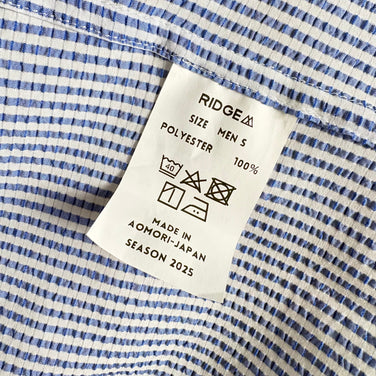 RIDGE
SIZE MEN S
POLYESTER 100%
40
MADE IN
AOMORI-JAPAN
SEASON 2025